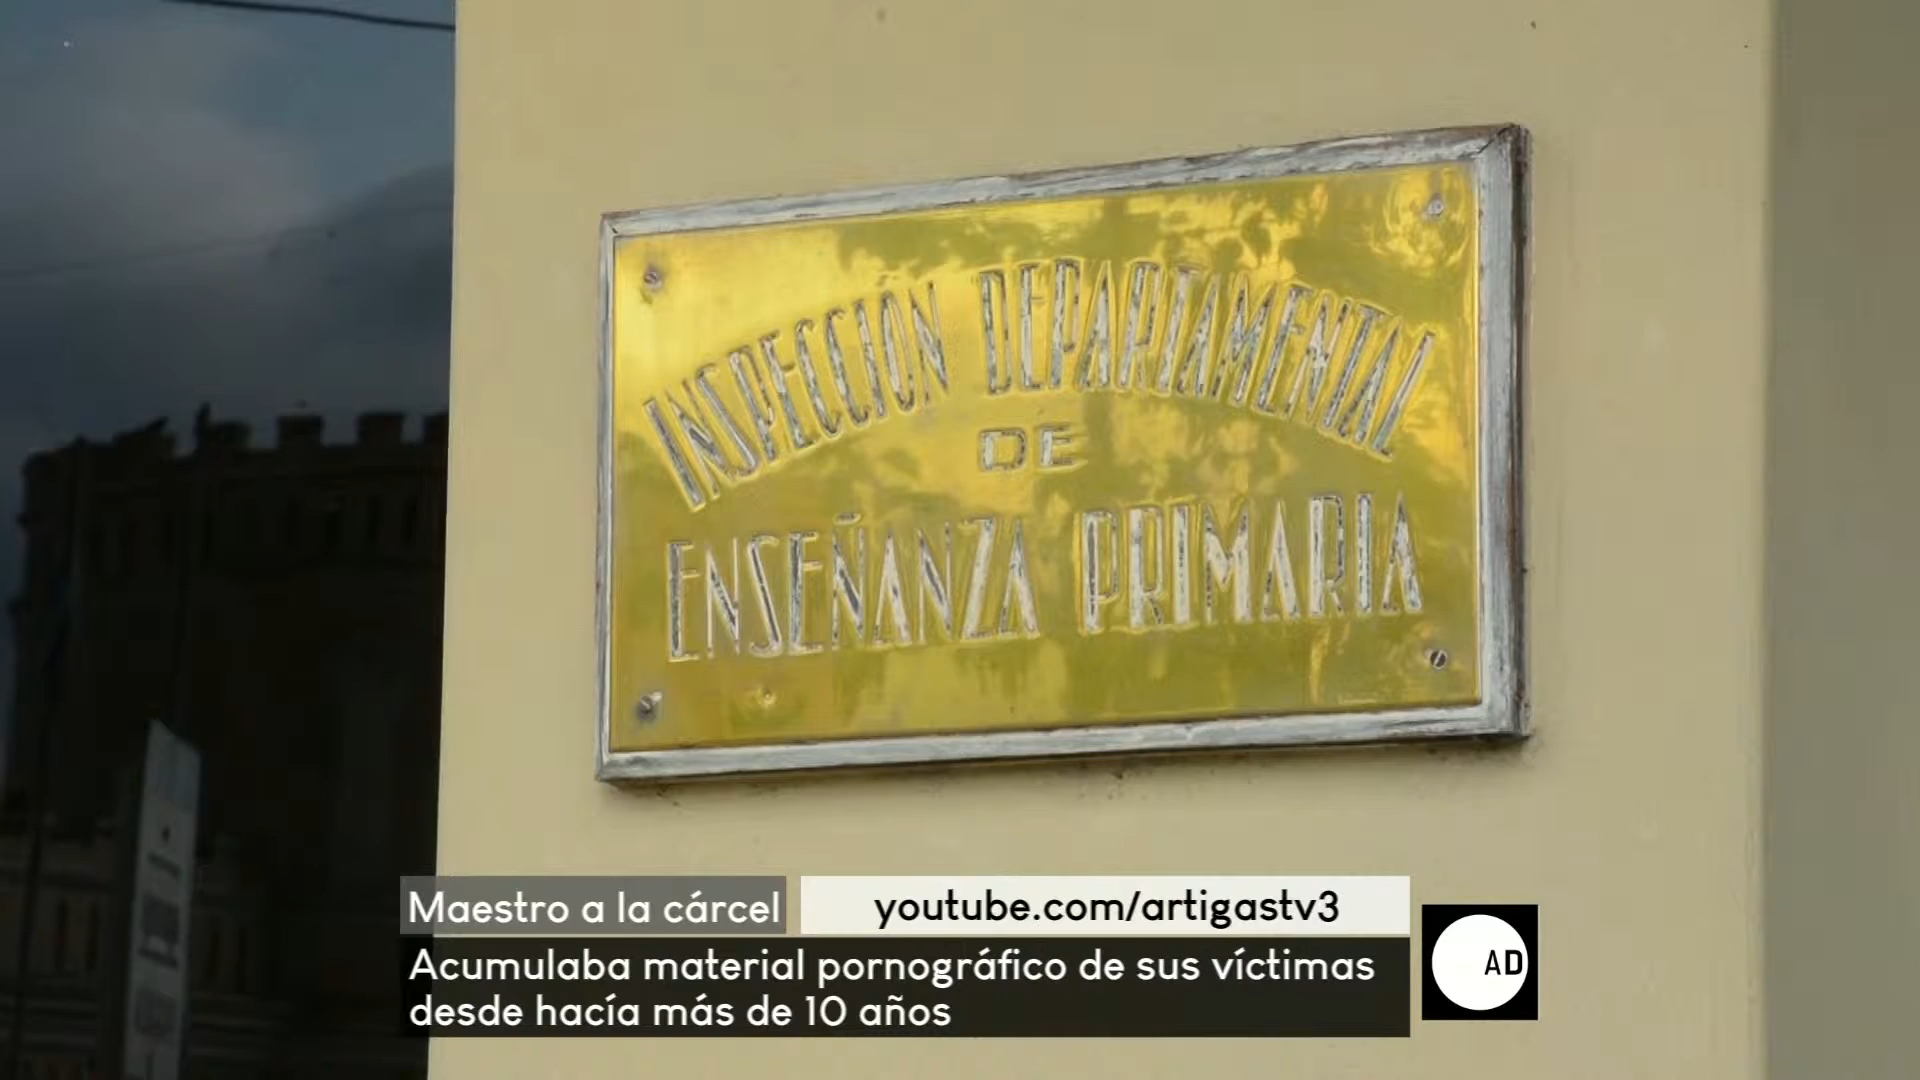 INSPECCIÓN DEPARTAMENTAL
DE
ENSEÑANZA PRIMARIA
Maestro a la cárcel
youtube.com/artigastv3
Acumulaba material pornográfico de sus víctimas
desde hacía más de 10 años
AD